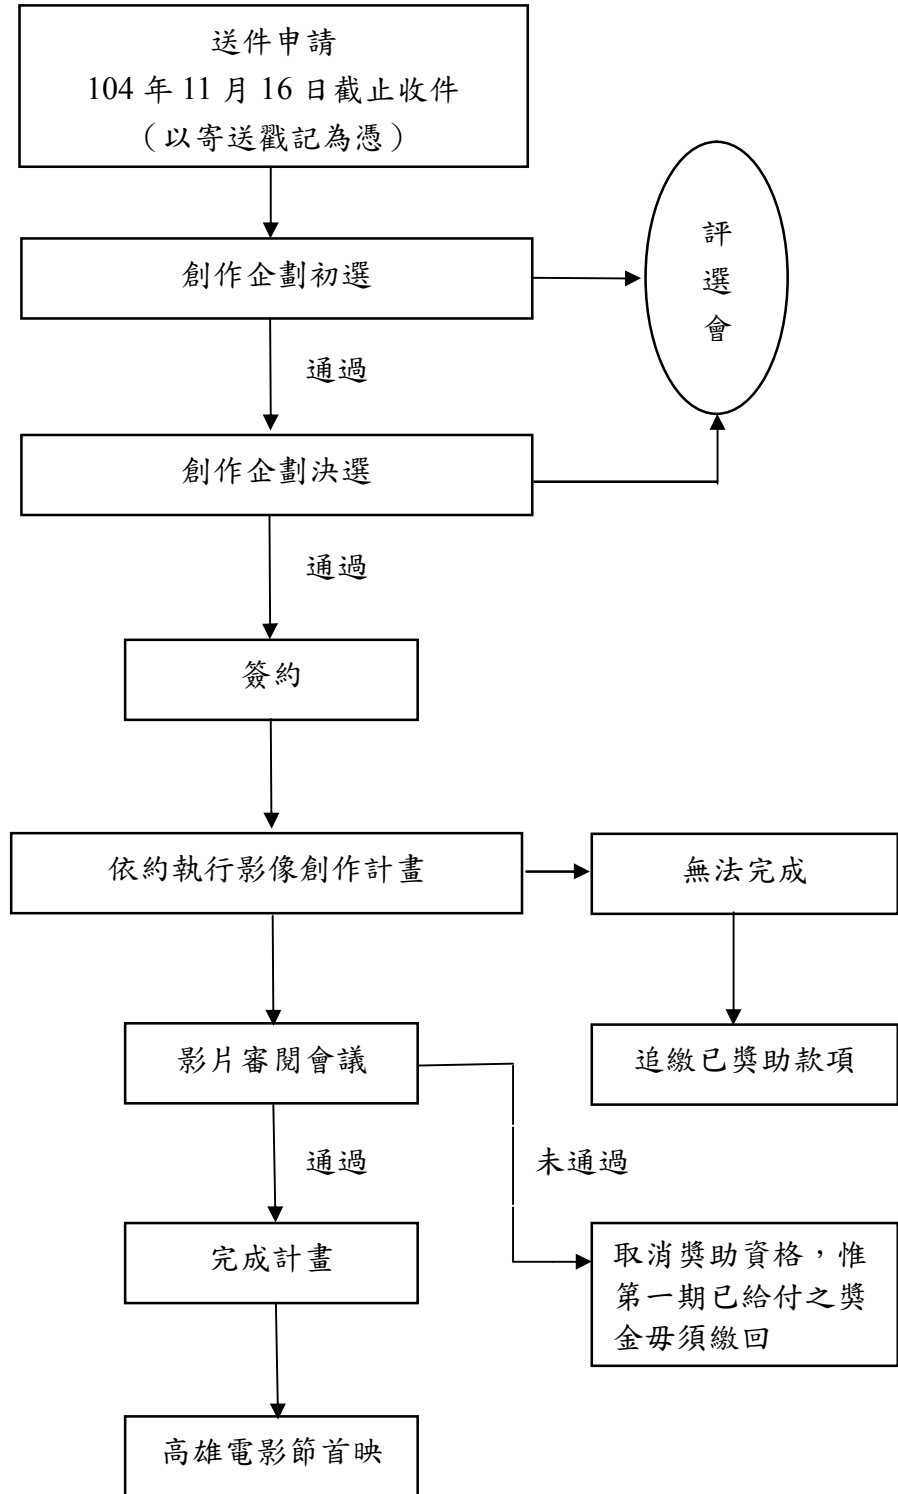 送件申請
104 年 11 月 16 日截止收件
（以寄送戳記為憑）
創作企劃初選
評
選
會
通過
創作企劃決選
通過
簽約
依約執行影像創作計畫
無法完成
影片審閱會議
追繳已獎助款項
通過
未通過
完成計畫
取消獎助資格，惟
第一期已給付之獎
金毋須繳回
高雄電影節首映